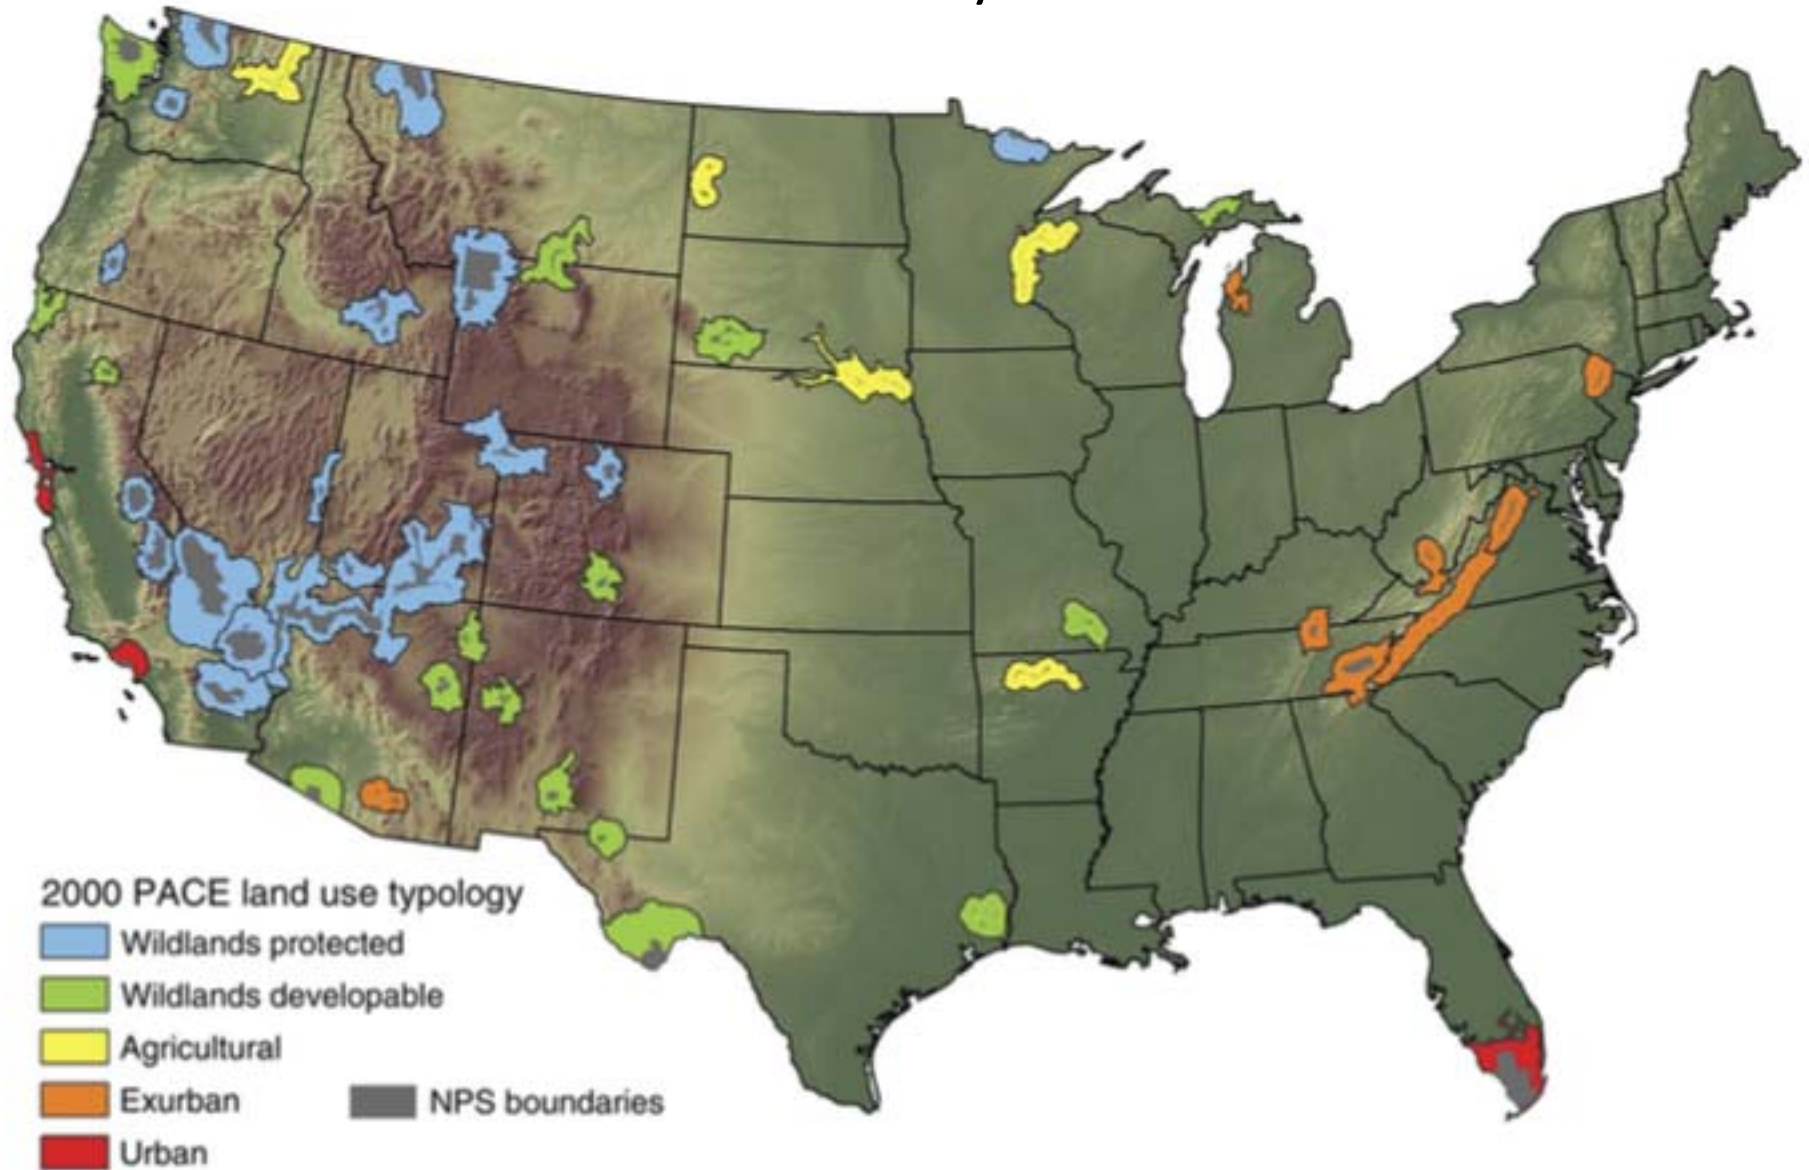 2000 PACE land use typology
Wildlands protected
Wildlands developable
Agricultural
Exurban
NPS boundaries
Urban